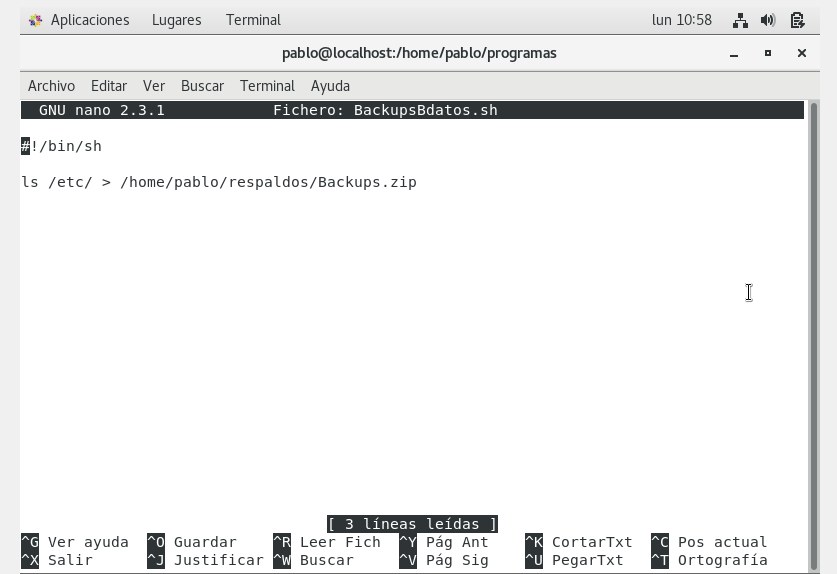 Aplicaciones Lugares Terminal lun 10:58
pablo@localhost:/home/pablo/programas
Archivo Editar Ver Buscar Terminal Ayuda
GNU nano 2.3.1 Fichero: BackupsBdatos.sh
#!/bin/sh
ls /etc/ > /home/pablo/respaldos/Backups.zip
[ 3 líneas leídas ]
^G Ver ayuda ^O Guardar ^R Leer Fich ^Y Pág Ant ^K CortarTxt ^C Pos actual
^X Salir ^J Justificar ^W Buscar ^V Pág Sig ^U PegarTxt ^T Ortografía